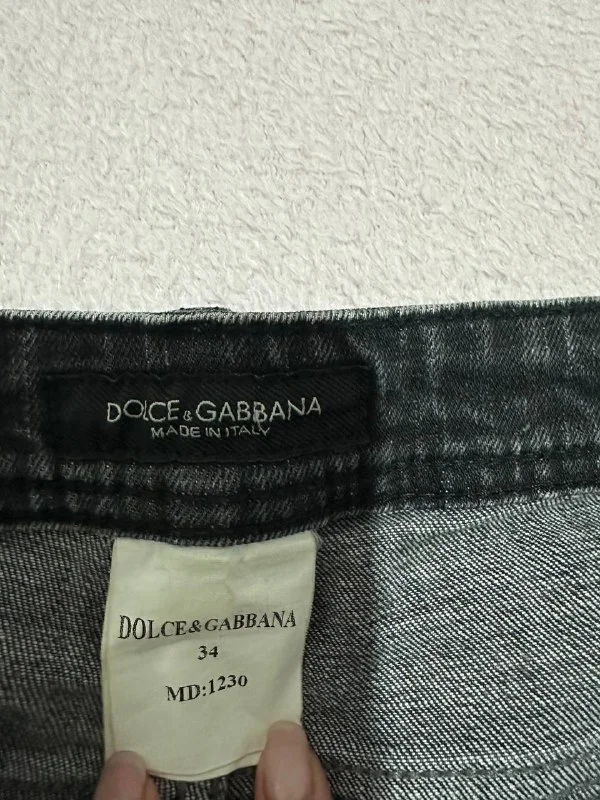 DOLCE & GABBANA
MADE IN ITALY
DOLCE&GABBANA
34
MD:1230